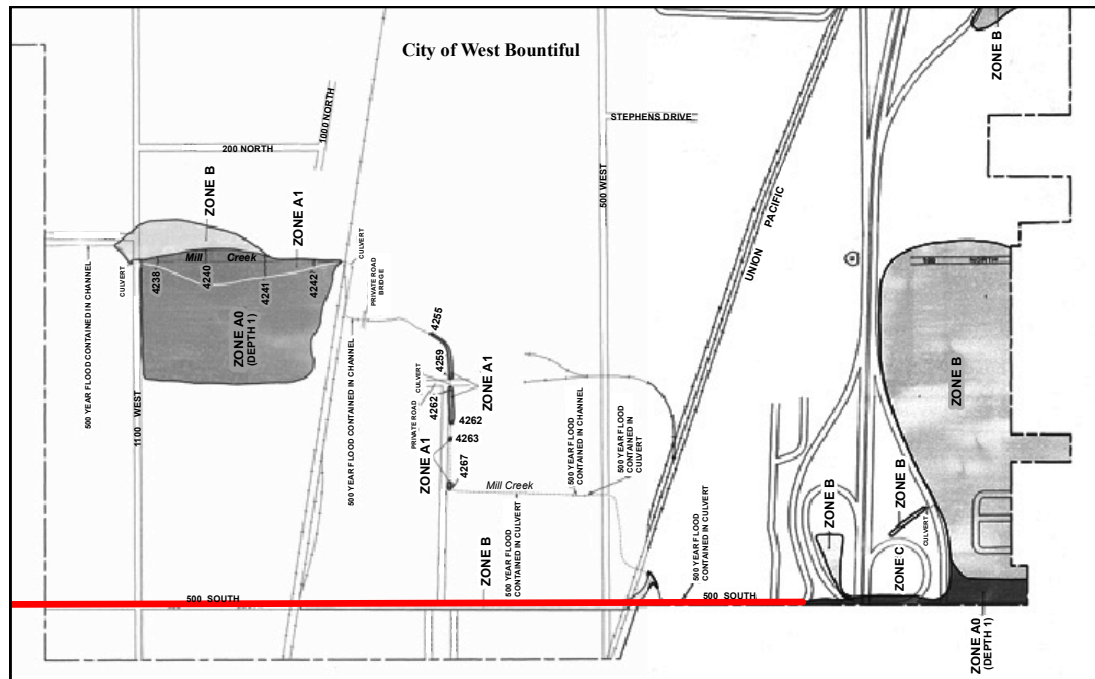 City of West Bountiful
ZONE B
1000 NORTH
STEPHENS DRIVE
200 NORTH
500 WEST
UNION PACIFIC
ZONE B
ZONE A1
Mill Creek
CULVERT
CULVERT
4238
4240
4241
4242
500 YEAR FLOOD CONTAINED IN CHANNEL
PRIVATE ROAD
BRIDGE
ZONE A0
(DEPTH 1)
1100 WEST
500 YEAR FLOOD CONTAINED IN CHANNEL
4255
4259
ZONE A1
CULVERT
4262
PRIVATE ROAD
4262
4263
ZONE A1
4267
Mill Creek
500 YEAR FLOOD
CONTAINED IN CHANNEL
500 YEAR FLOOD
CONTAINED IN
CULVERT
NORTH
ZONE B
ZONE B
ZONE B
CULVERT
ZONE C
ZONE B
500 YEAR FLOOD
CONTAINED IN CULVERT
500 YEAR FLOOD
CONTAINED IN CULVERT
500 SOUTH
500 SOUTH
ZONE A0
(DEPTH 1)